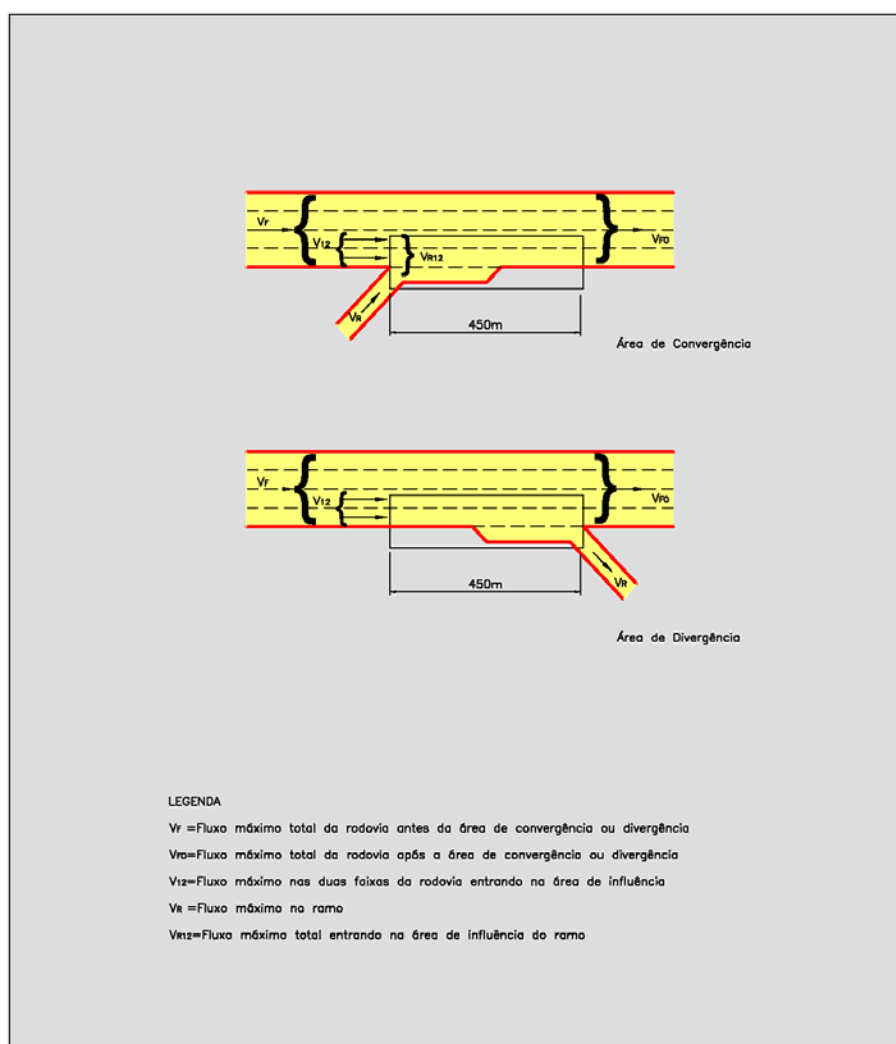 VF
V12
VR12
VFO
VR
450m
Área de Convergência
VF
V12
VFO
450m
VR
Área de Divergência
LEGENDA
VF =Fluxo máximo total da rodovia antes da área de convergência ou divergência
VFO=Fluxo máximo total da rodovia após a área de convergência ou divergência
V12=Fluxo máximo nas duas faixas da rodovia entrando na área de influência
VR =Fluxo máximo no ramo
VR12=Fluxo máximo total entrando na área de influência do ramo